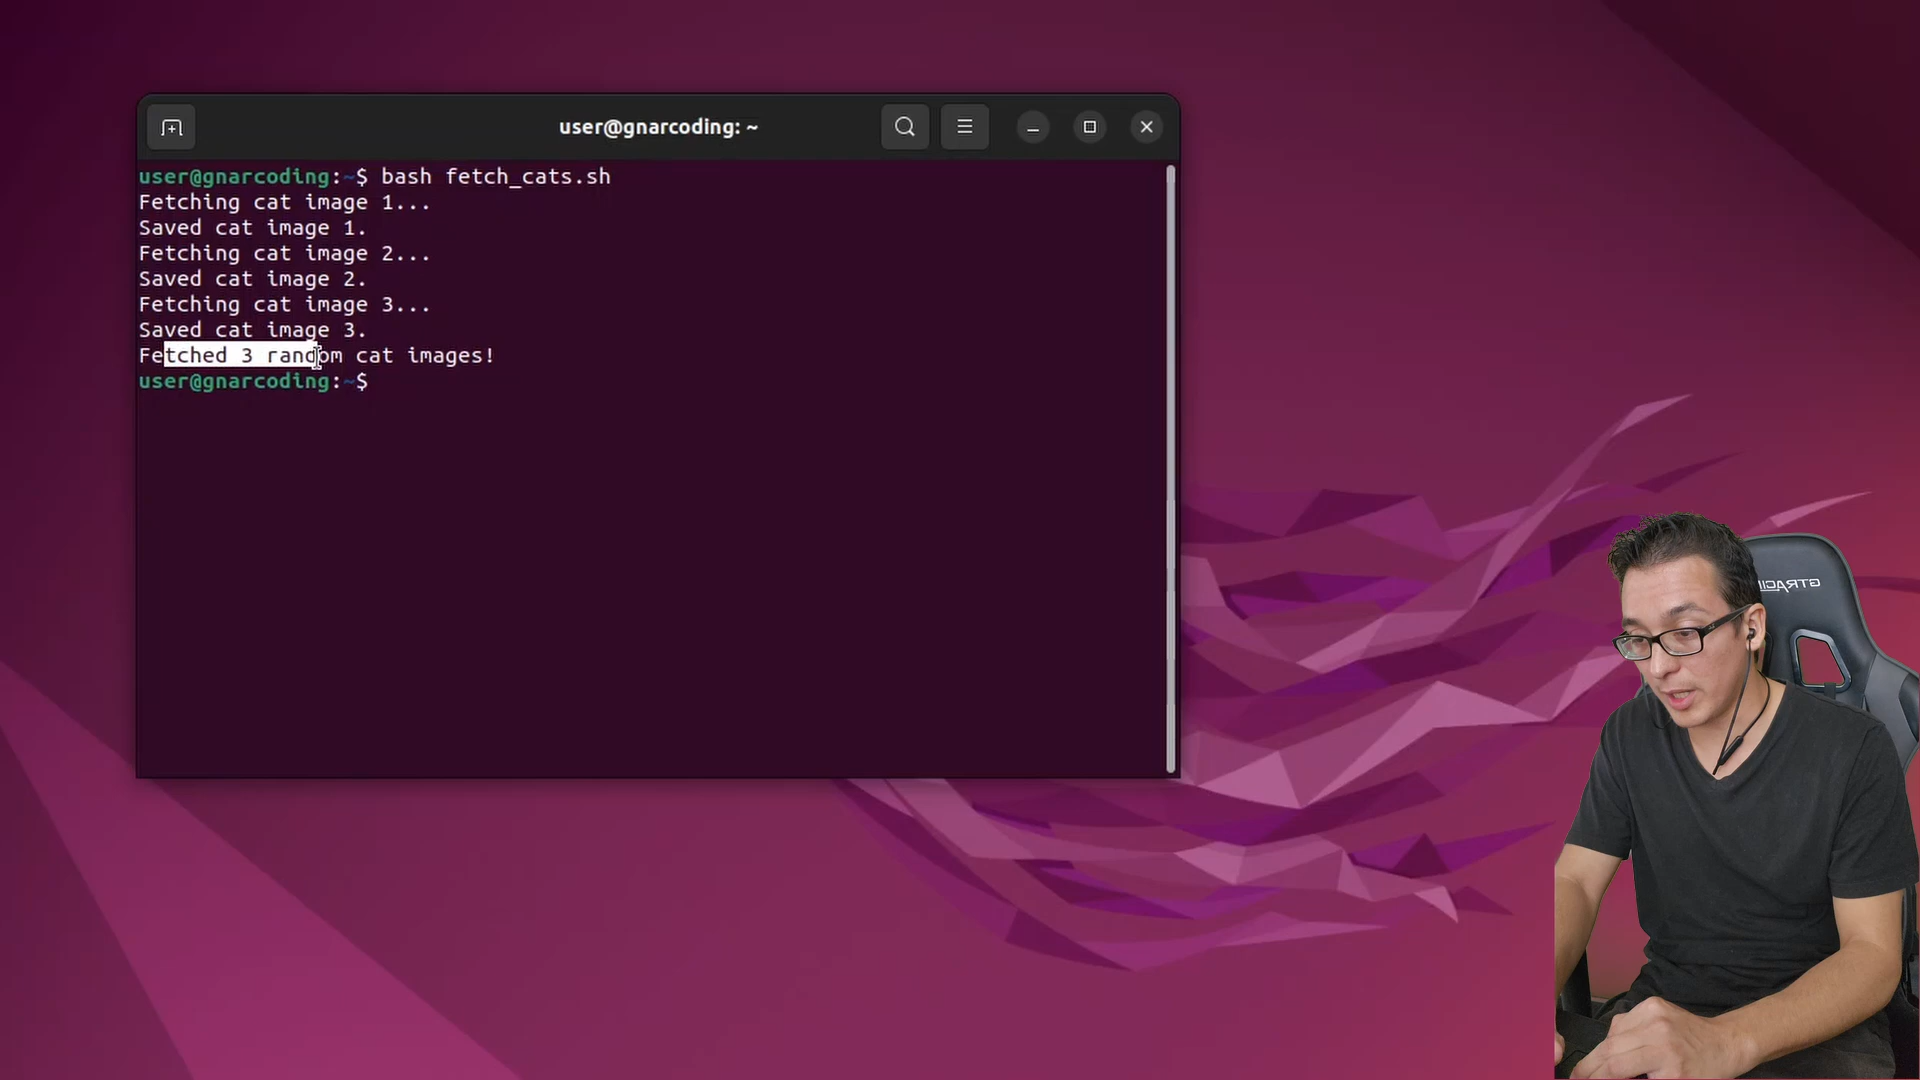 user@gnarcoding: ~
user@gnarcoding:~$ bash fetch_cats.sh
Fetching cat image 1...
Saved cat image 1.
Fetching cat image 2...
Saved cat image 2.
Fetching cat image 3...
Saved cat image 3.
Fetched 3 random cat images!
user@gnarcoding:~$